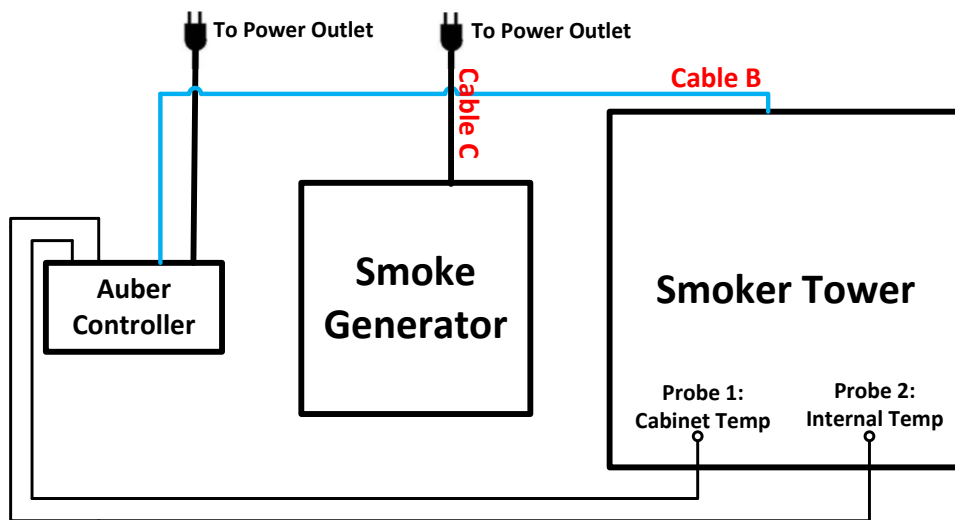 To Power Outlet
To Power Outlet
Cable B
Cable C
Auber
Controller
Smoke
Generator
Smoker Tower
Probe 1:
Cabinet Temp
Probe 2:
Internal Temp